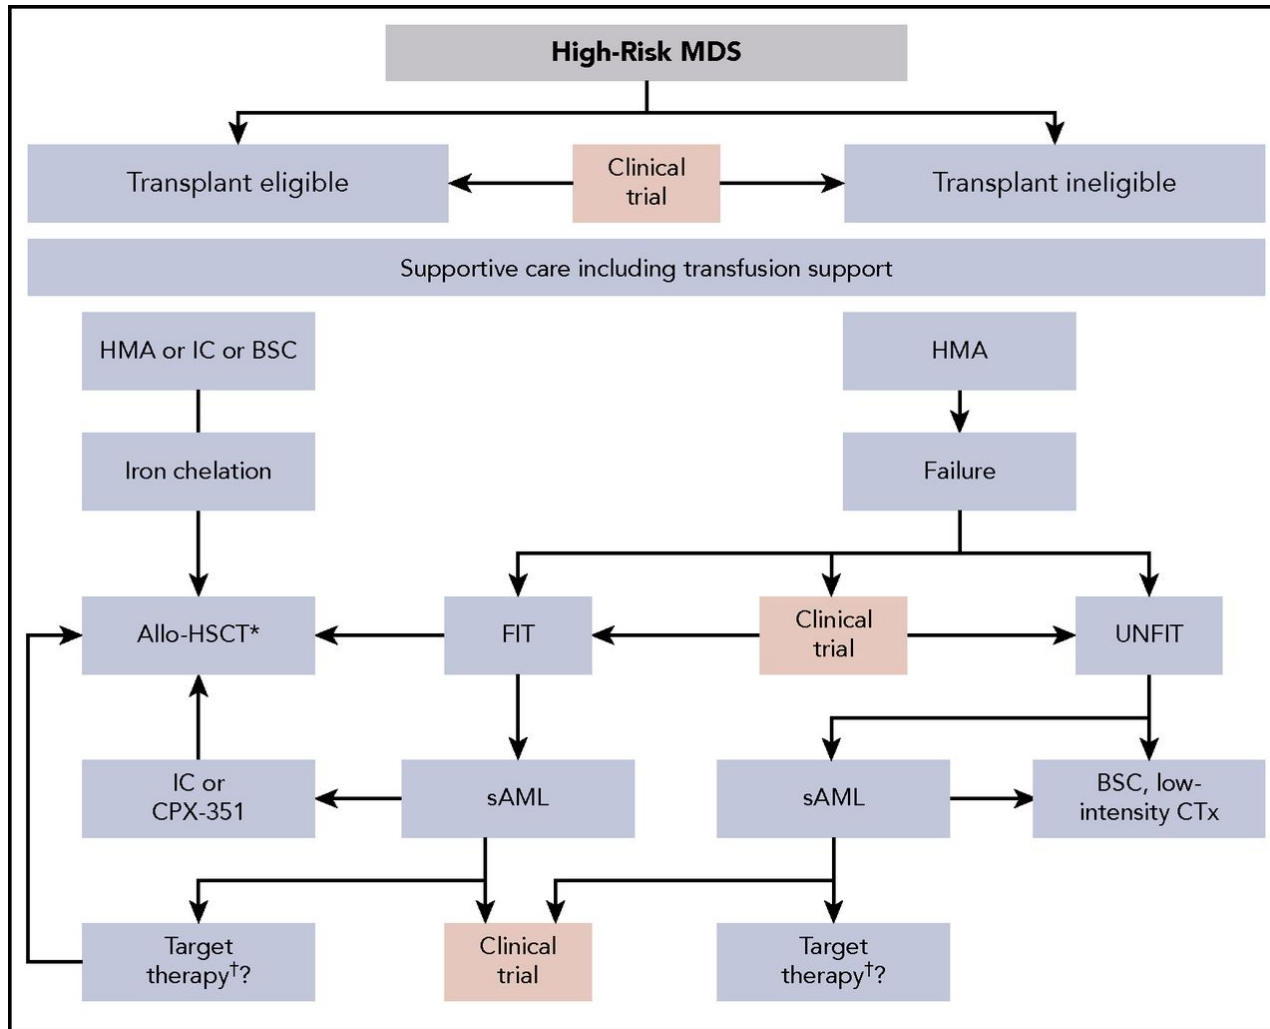 High-Risk MDS
Transplant eligible
Clinical
trial
Transplant ineligible
Supportive care including transfusion support
HMA or IC or BSC
HMA
Iron chelation
Failure
Allo-HSCT*
FIT
Clinical
trial
UNFIT
IC or
CPX-351
sAML
sAML
BSC, low-
intensity CTx
Target
therapy†?
Clinical
trial
Target
therapy†?